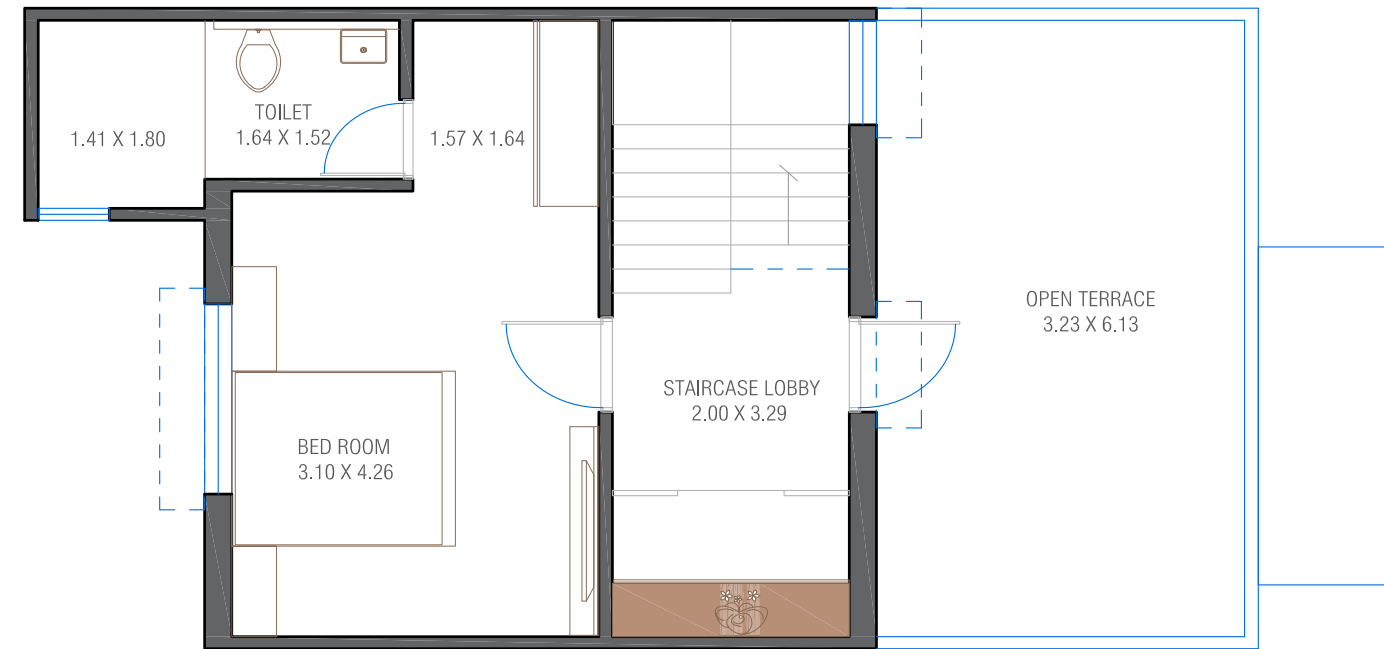 TOILET
1.64 X 1.52
1.41 X 1.80
1.57 X 1.64
OPEN TERRACE
3.23 X 6.13
STAIRCASE LOBBY
2.00 X 3.29
BED ROOM
3.10 X 4.26